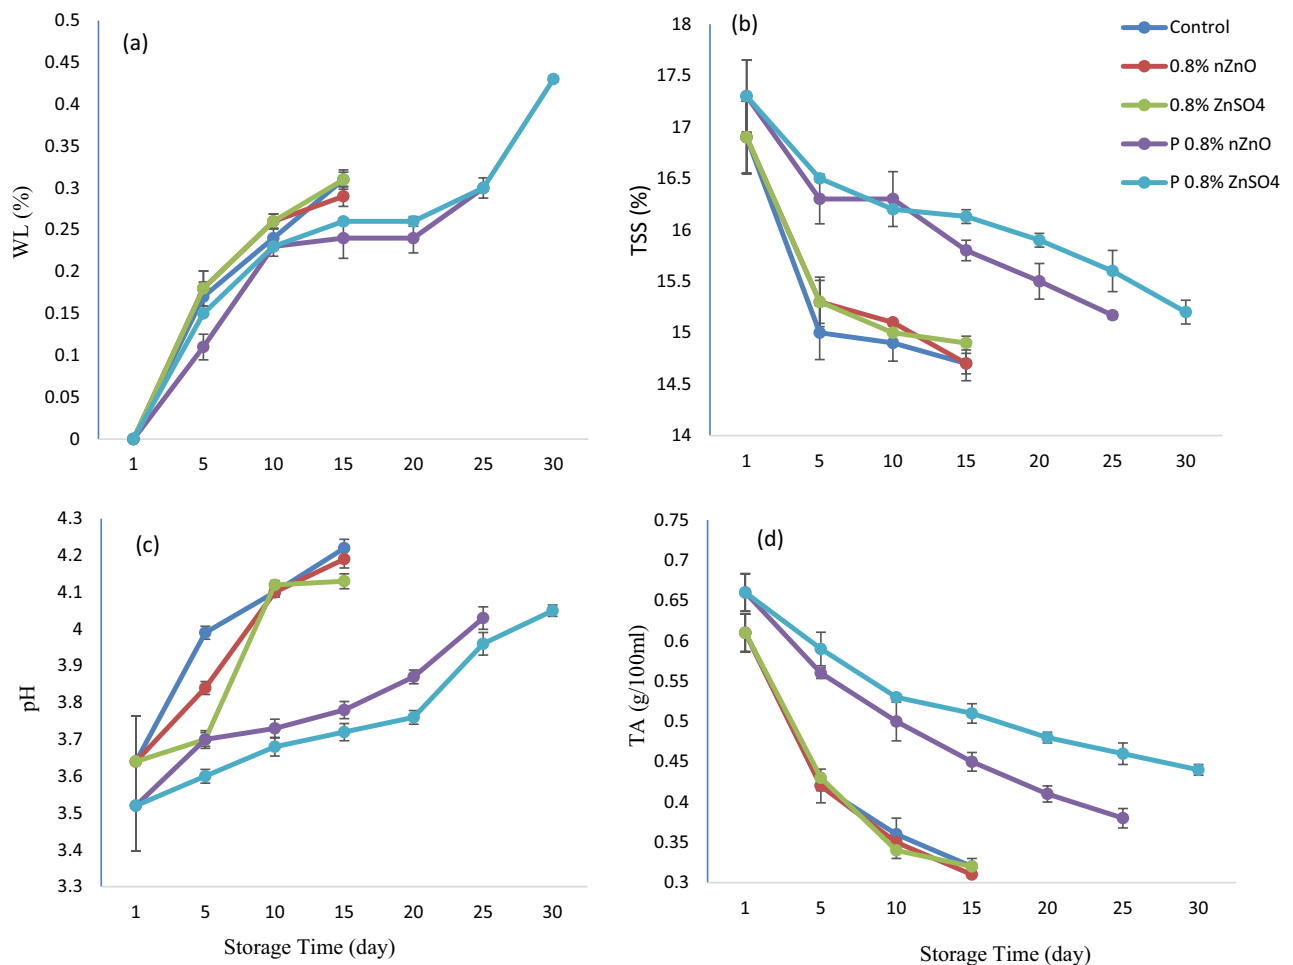 (a)
0.5
0.45
0.4
0.35
0.3
0.25
0.2
0.15
0.1
0.05
0
WL (%)
1 5 10 15 20 25 30
(b)
18
17.5
17
16.5
16
15.5
15
14.5
14
TSS (%)
1 5 10 15 20 25 30
Control
0.8% nZnO
0.8% ZnSO4
P 0.8% nZnO
P 0.8% ZnSO4
(c)
4.3
4.2
4.1
4
3.9
3.8
3.7
3.6
3.5
3.4
3.3
pH
1 5 10 15 20 25 30
Storage Time (day)
(d)
0.75
0.7
0.65
0.6
0.55
0.5
0.45
0.4
0.35
0.3
TA (g/100ml)
1 5 10 15 20 25 30
Storage Time (day)